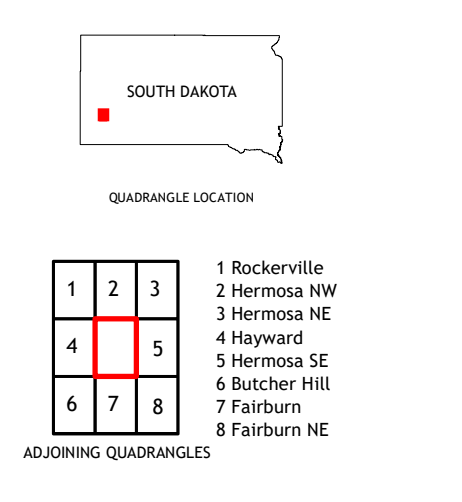 SOUTH DAKOTA
QUADRANGLE LOCATION
1 2 3
4 5
6 7 8
ADJOINING QUADRANGLES
1 Rockerville
2 Hermosa NW
3 Hermosa NE
4 Hayward
5 Hermosa SE
6 Butcher Hill
7 Fairburn
8 Fairburn NE